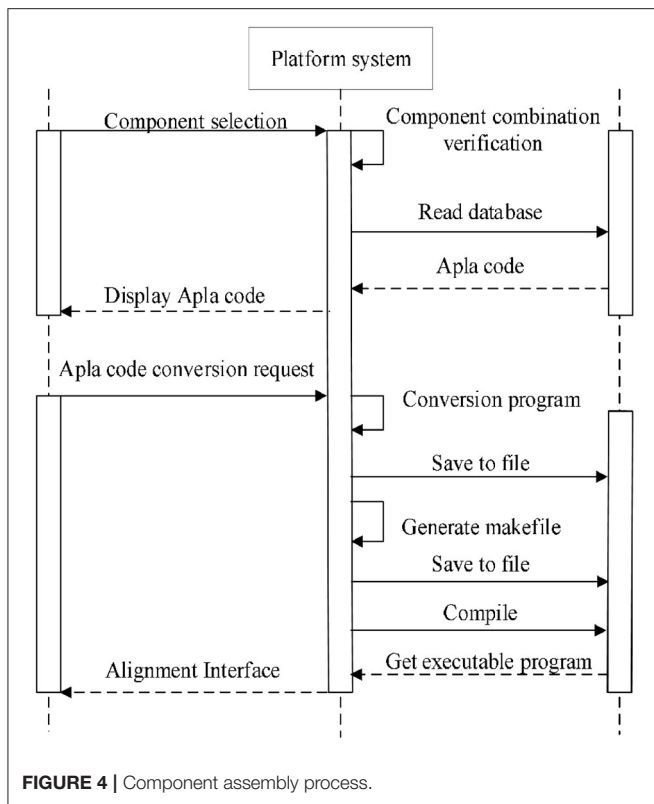 Platform system
Component selection
Component combination
verification
Read database
Apla code
Display Apla code
Apla code conversion request
Conversion program
Save to file
Generate makefile
Save to file
Compile
Get executable program
Alignment Interface
FIGURE 4 | Component assembly process.